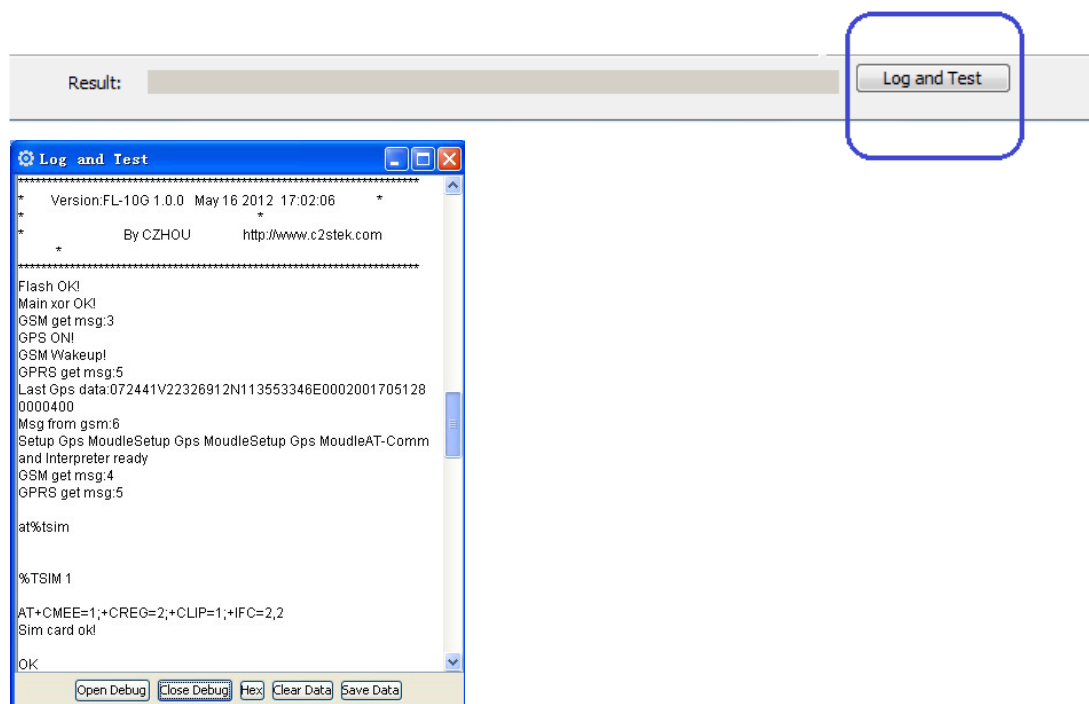 Result:
Log and Test
Log and Test
********************************************************************************
* Version:FL-10G 1.0.0 May 16 2012 17:02:06 *
* *
* By CZHOU http://www.c2stek.com
*
********************************************************************************
Flash OK!
Main xor OK!
GSM get msg:3
GPS ON!
GSM Wakeup!
GPRS get msg:5
Last Gps data:072441V22326912N113553346E0002001705128
0000400
Msg from gsm:6
Setup Gps MoudleSetup Gps MoudleSetup Gps MoudleAT-Comm
and Interpreter ready
GSM get msg:4
GPRS get msg:5
at%tsim
%TSIM 1
AT+CMEE=1;+CREG=2;+CLIP=1;+IFC=2,2
Sim card ok!
OK
Open Debug Close Debug Hex Clear Data Save Data